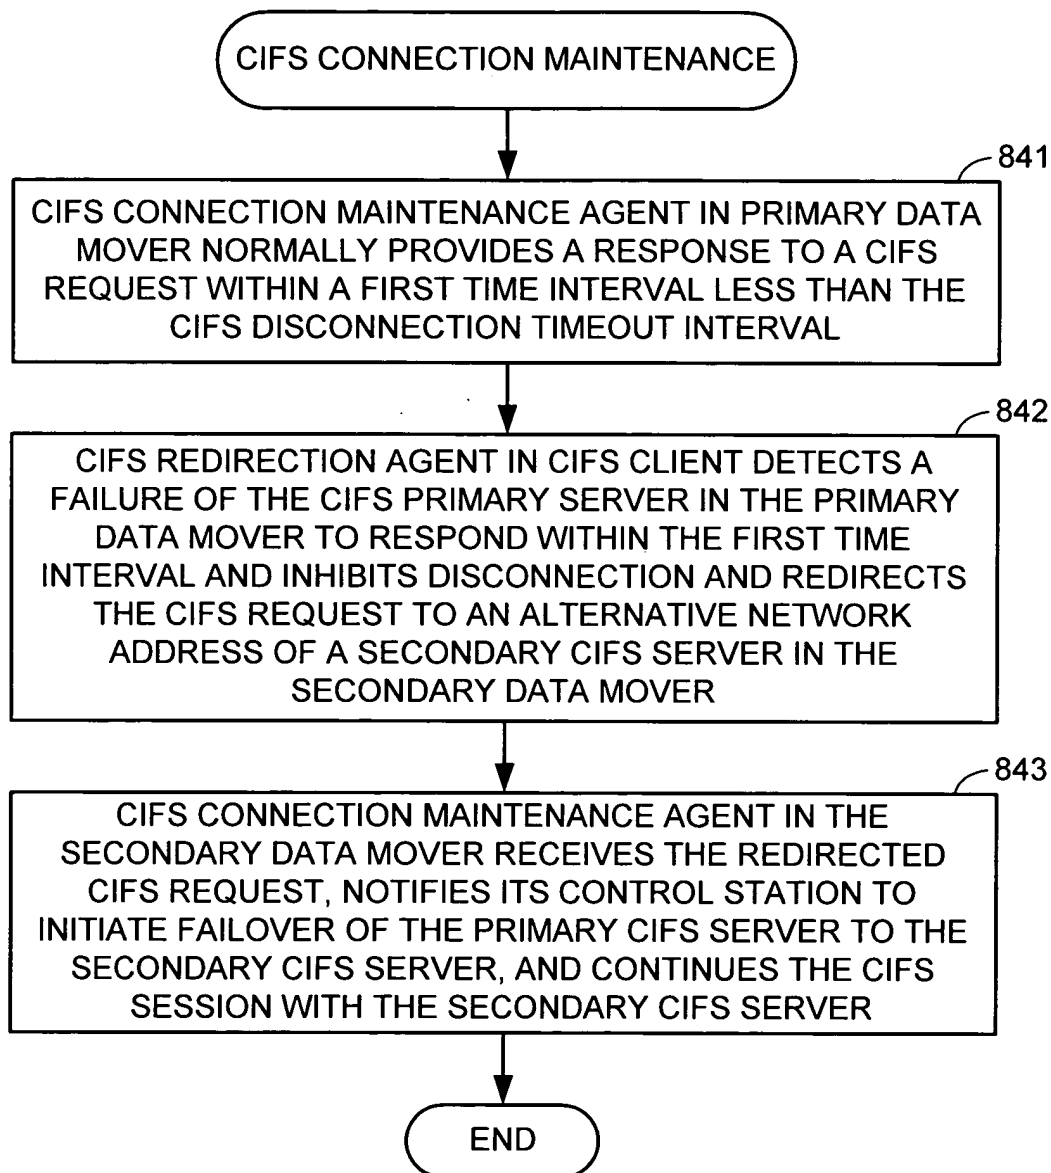 CIFS CONNECTION MAINTENANCE
841
CIFS CONNECTION MAINTENANCE AGENT IN PRIMARY DATA
MOVER NORMALLY PROVIDES A RESPONSE TO A CIFS
REQUEST WITHIN A FIRST TIME INTERVAL LESS THAN THE
CIFS DISCONNECTION TIMEOUT INTERVAL
842
CIFS REDIRECTION AGENT IN CIFS CLIENT DETECTS A
FAILURE OF THE CIFS PRIMARY SERVER IN THE PRIMARY
DATA MOVER TO RESPOND WITHIN THE FIRST TIME
INTERVAL AND INHIBITS DISCONNECTION AND REDIRECTS
THE CIFS REQUEST TO AN ALTERNATIVE NETWORK
ADDRESS OF A SECONDARY CIFS SERVER IN THE
SECONDARY DATA MOVER
843
CIFS CONNECTION MAINTENANCE AGENT IN THE
SECONDARY DATA MOVER RECEIVES THE REDIRECTED
CIFS REQUEST, NOTIFIES ITS CONTROL STATION TO
INITIATE FAILOVER OF THE PRIMARY CIFS SERVER TO THE
SECONDARY CIFS SERVER, AND CONTINUES THE CIFS
SESSION WITH THE SECONDARY CIFS SERVER
END